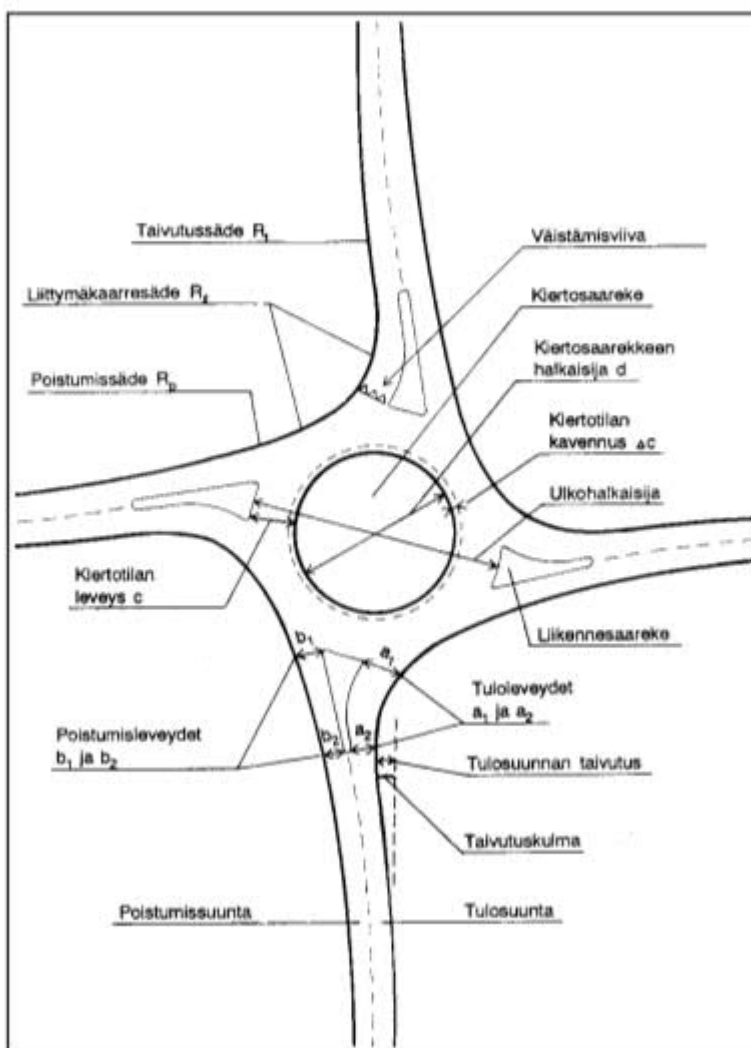 Taivutussäde R₁
Väistämisviiva
Liittymäkaarresäde Rℓ
Kiertosaareke
Kiertosaarekkeen
halkaisija d
Poistumissäde Rₚ
Kiertotilan
kavennus Δc
Ulkohalkaisija
Kiertotilan
leveys c
Liikennesaareke
b₁
a₁
Tuloleveydet
a₁ ja a₂
Poistumisleveydet
b₁ ja b₂
b₂
a₂
Tulosuunnan taivutus
Taivutuskulma
Poistumissuunta
Tulosuunta